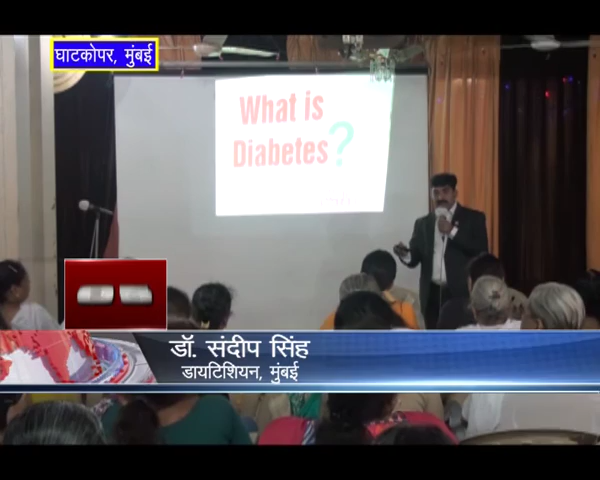 घाटकोपर, मुंबई
What is
Diabetes?
डॉ. संदीप सिंह
डायटिशियन, मुंबई